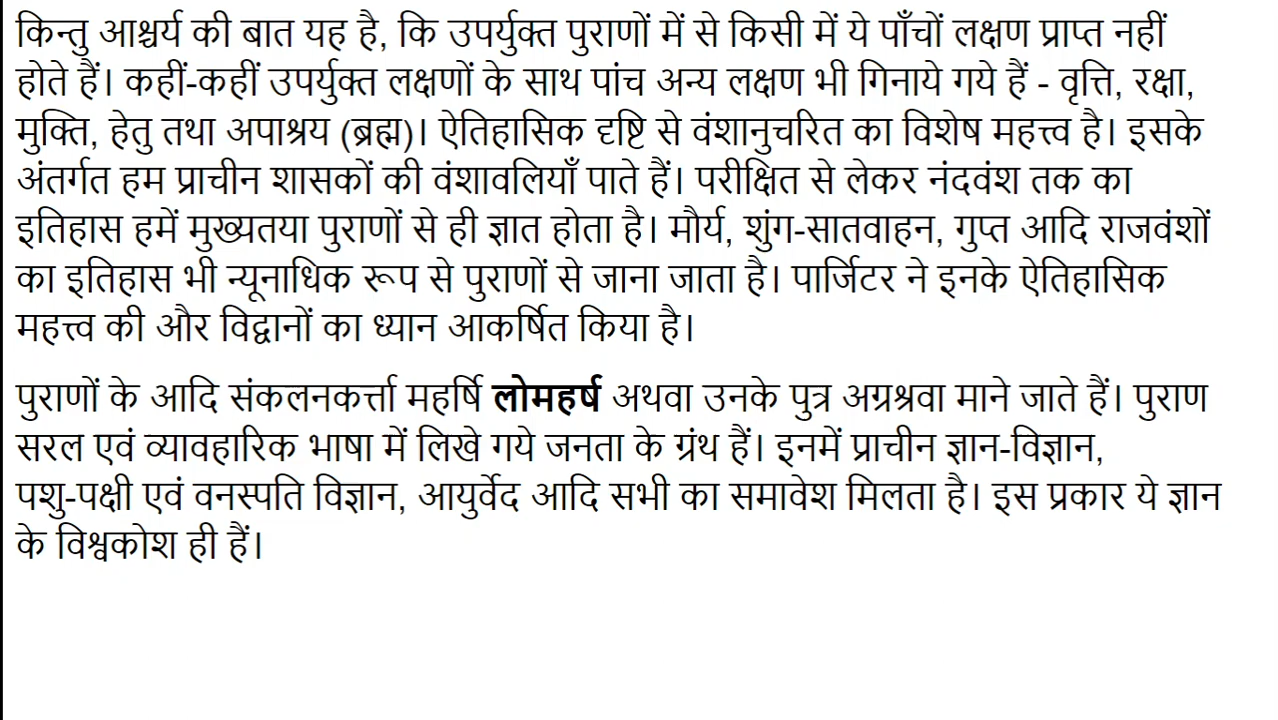 किन्तु आश्चर्य की बात यह है, कि उपर्युक्त पुराणों में से किसी में ये पाँचों लक्षण प्राप्त नहीं
होते हैं। कहीं-कहीं उपर्युक्त लक्षणों के साथ पांच अन्य लक्षण भी गिनाये गये हैं - वृत्ति, रक्षा,
मुक्ति, हेतु तथा अपाश्रय (ब्रह्म)। ऐतिहासिक दृष्टि से वंशानुचरित का विशेष महत्त्व है। इसके
अंतर्गत हम प्राचीन शासकों की वंशावलियाँ पाते हैं। परीक्षित से लेकर नंदवंश तक का
इतिहास हमें मुख्यतया पुराणों से ही ज्ञात होता है। मौर्य, शुंग-सातवाहन, गुप्त आदि राजवंशों
का इतिहास भी न्यूनाधिक रूप से पुराणों से जाना जाता है। पार्जिटर ने इनके ऐतिहासिक
महत्त्व की और विद्वानों का ध्यान आकर्षित किया है।
पुराणों के आदि संकलनकर्त्ता महर्षि लोमहर्ष अथवा उनके पुत्र अग्रश्रवा माने जाते हैं। पुराण
सरल एवं व्यावहारिक भाषा में लिखे गये जनता के ग्रंथ हैं। इनमें प्राचीन ज्ञान-विज्ञान,
पशु-पक्षी एवं वनस्पति विज्ञान, आयुर्वेद आदि सभी का समावेश मिलता है। इस प्रकार ये ज्ञान
के विश्वकोश ही हैं।